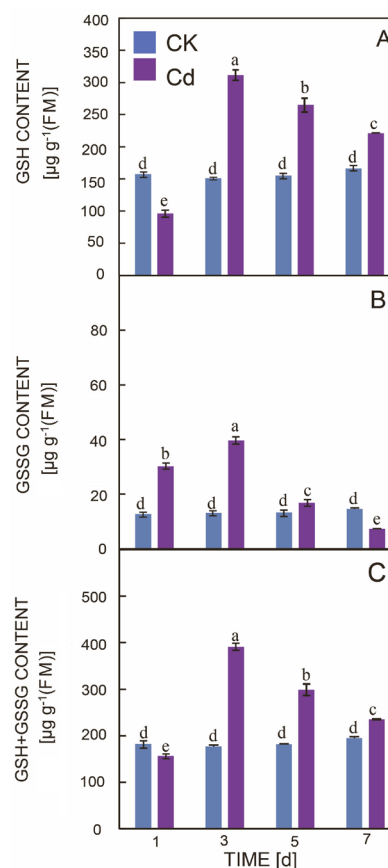 400
350
300
250
200
150
100
50
0
GSH CONTENT
[µg g⁻¹(FM)]
CK
Cd
A
d
e
d
a
d
b
d
c
80
60
40
20
0
GSSG CONTENT
[µg g⁻¹(FM)]
B
d
b
d
a
d
c
d
e
500
400
300
200
100
0
GSH+GSSG CONTENT
[µg g⁻¹(FM)]
C
d
e
d
a
d
b
d
c
1 3 5 7
TIME [d]